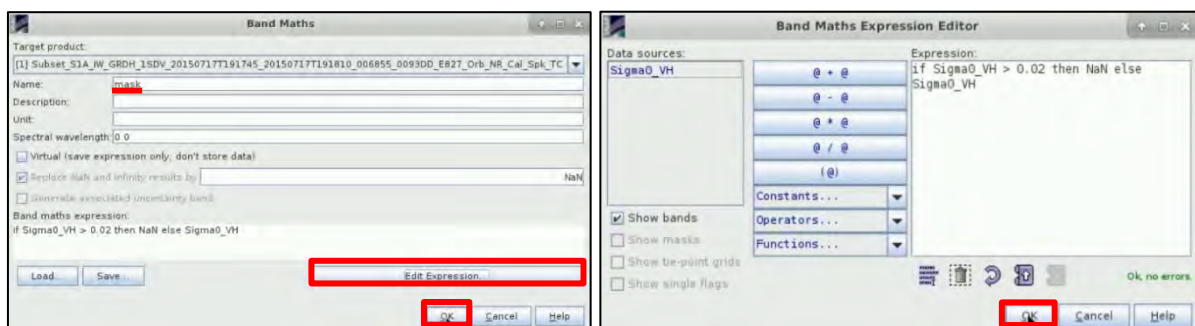 Band Maths
Target product:
[1] Subset_S1A_IW_GRDH_1SDV_20150717T191745_20150717T191810_006855_0093DD_E827_Orb_NR_Cal_Spk_TC
Name: mask
Description:
Unit:
Spectral wavelength: 0.0
Virtual (save expression only, don't store data)
Replace NaN and infinity results by NaN
Generate associated uncertainty band
Band maths expression:
if Sigma0_VH > 0.02 then NaN else Sigma0_VH
Load... Save... Edit Expression...
OK Cancel Help
Band Maths Expression Editor
Data sources: Expression:
Sigma0_VH
@ + @
@ - @
@ * @
@ / @
(@)
Constants...
Operators...
Functions...
if Sigma0_VH > 0.02 then NaN else
Sigma0_VH
Show bands
Show masks
Show tie-point grids
Show single flags
Ok, no errors.
OK Cancel Help